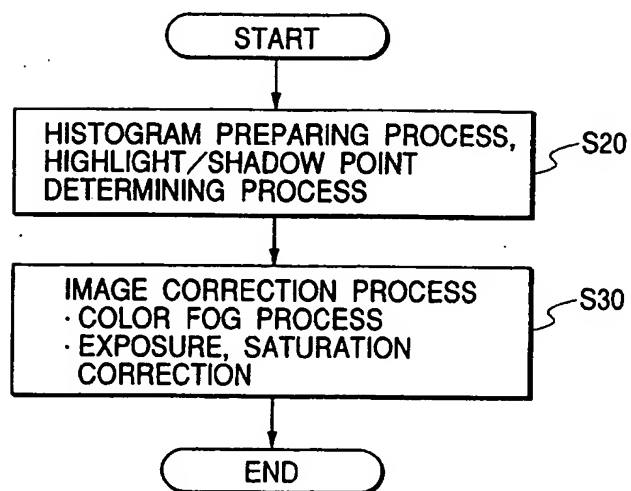 START
HISTOGRAM PREPARING PROCESS,
HIGHLIGHT/SHADOW POINT
DETERMINING PROCESS
S20
IMAGE CORRECTION PROCESS
· COLOR FOG PROCESS
· EXPOSURE, SATURATION
CORRECTION
S30
END